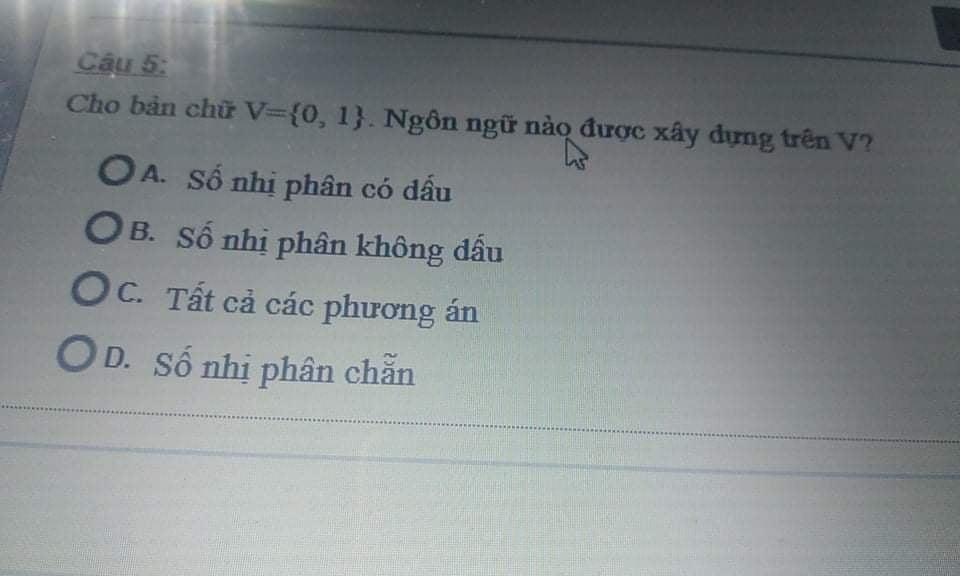 Câu 5:
Cho bản chữ V={0, 1}. Ngôn ngữ nào được xây dựng trên V?
A. Số nhị phân có dấu
B. Số nhị phân không dấu
C. Tất cả các phương án
D. Số nhị phân chẵn